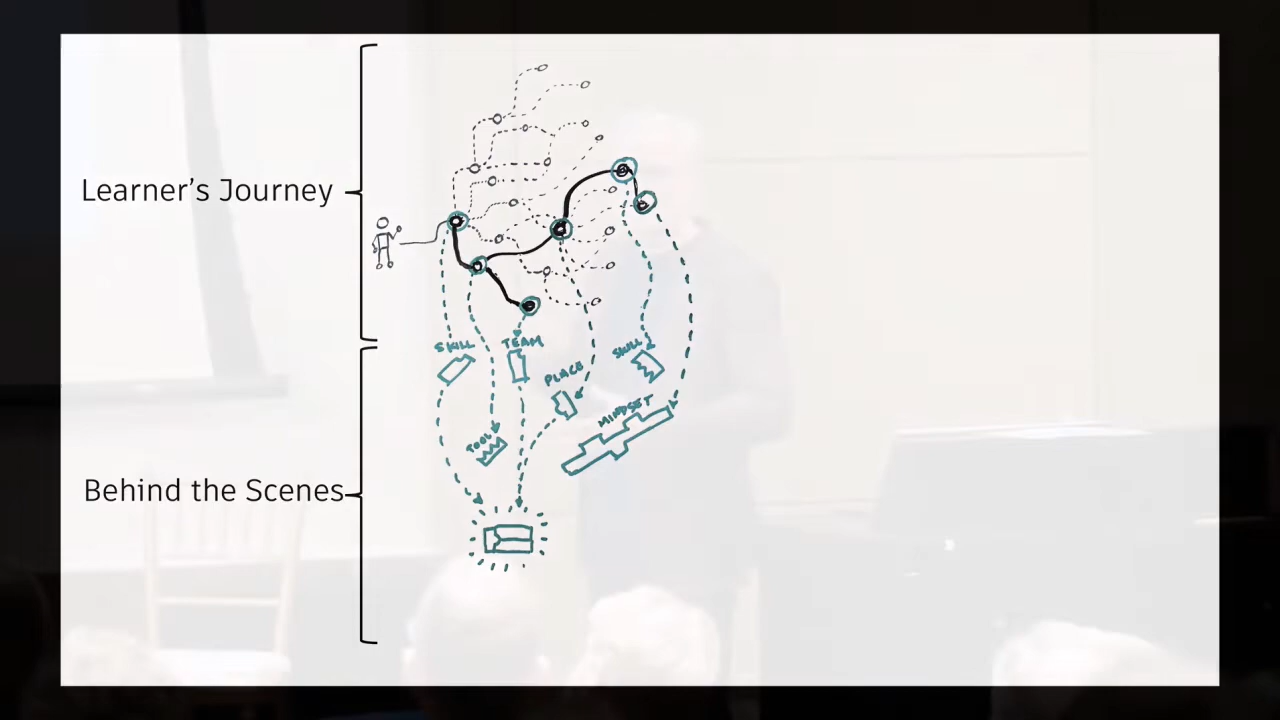 Learner's Journey
SKILL
TEAM
SKILL
PLACE
MINDSET
TOOL
Behind the Scenes